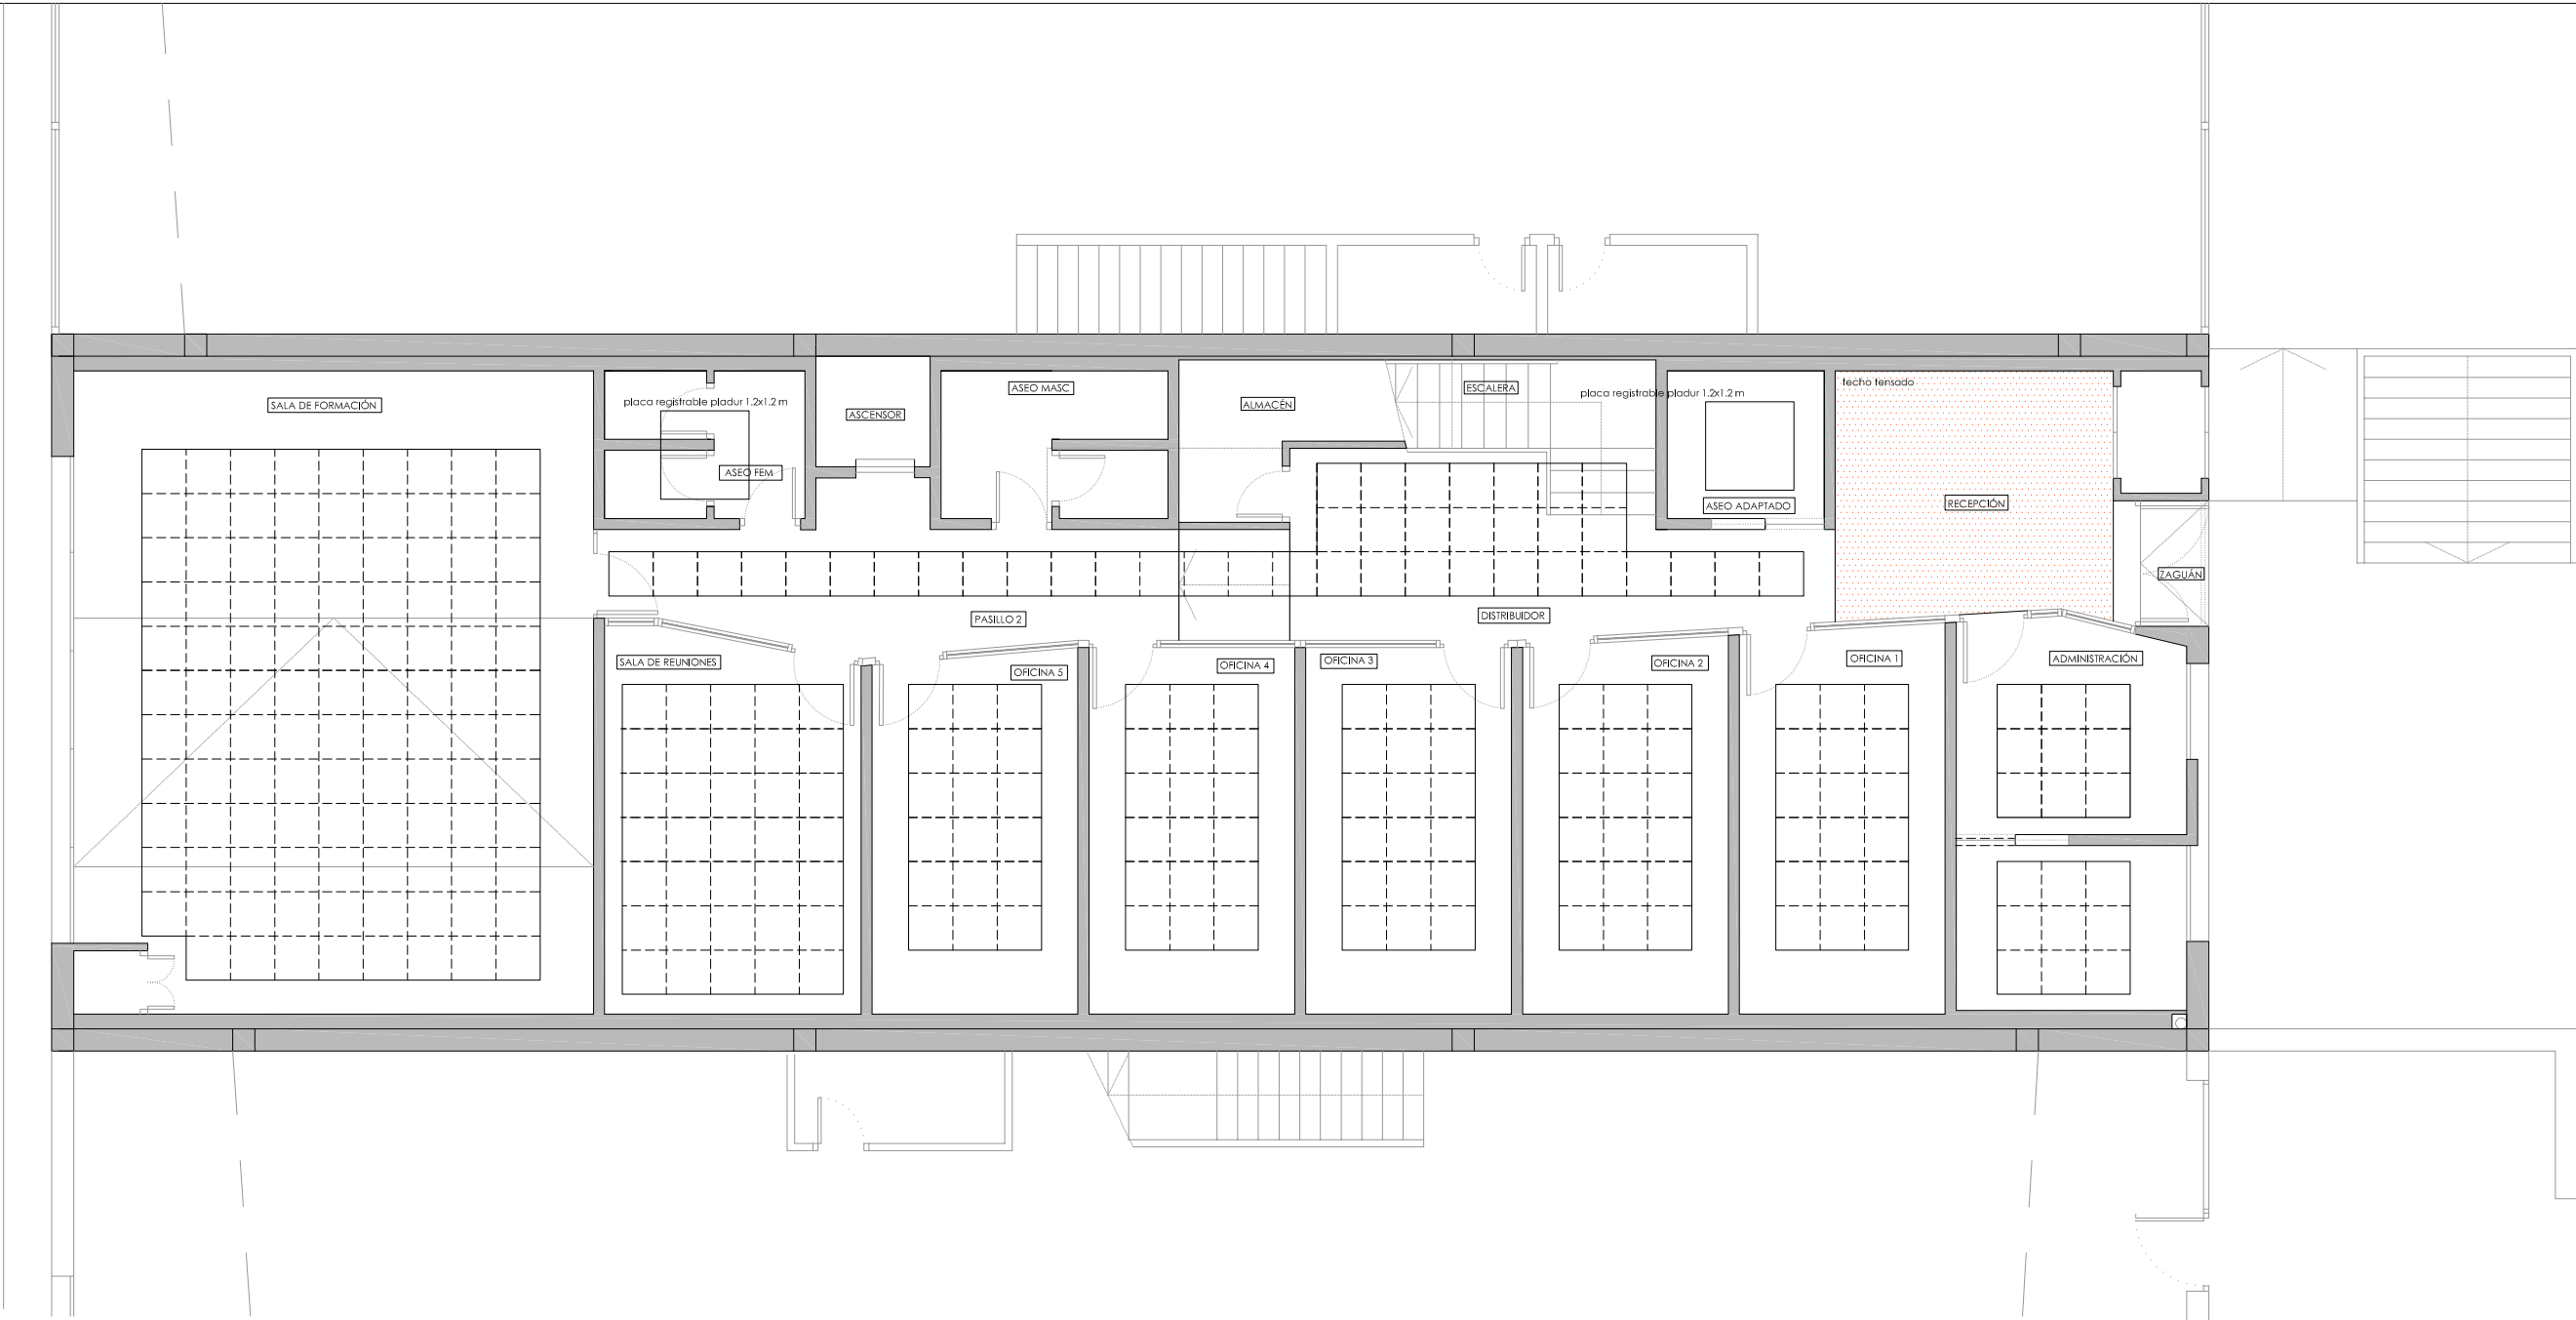 techo tensado
ASEO MASC
ESCALERA
placa registrable pladur 1.2x1.2 m
placa registrable pladur 1.2x1.2 m
SALA DE FORMACIÓN
ALMACÉN
ASCENSOR
ASEO FEM
RECEPCIÓN
ASEO ADAPTADO
ZAGUÁN
DISTRIBUIDOR
PASILLO 2
SALA DE REUNIONES
OFICINA 5
OFICINA 4
OFICINA 3
OFICINA 2
OFICINA 1
ADMINISTRACIÓN